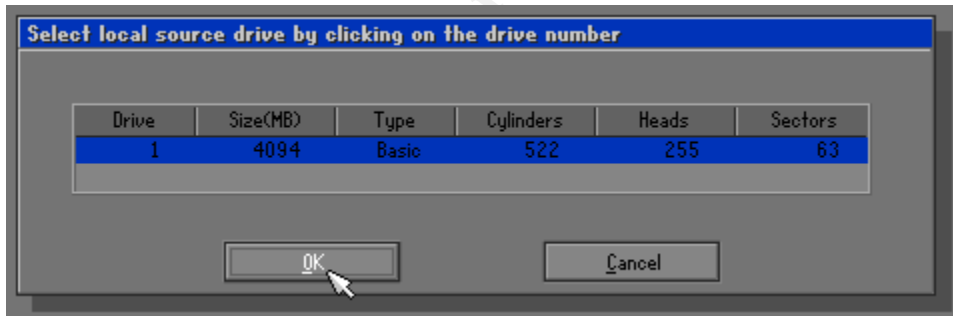 Select local source drive by clicking on the drive number
Drive Size(MB) Type Cylinders Heads Sectors
1 4094 Basic 522 255 63
OK Cancel